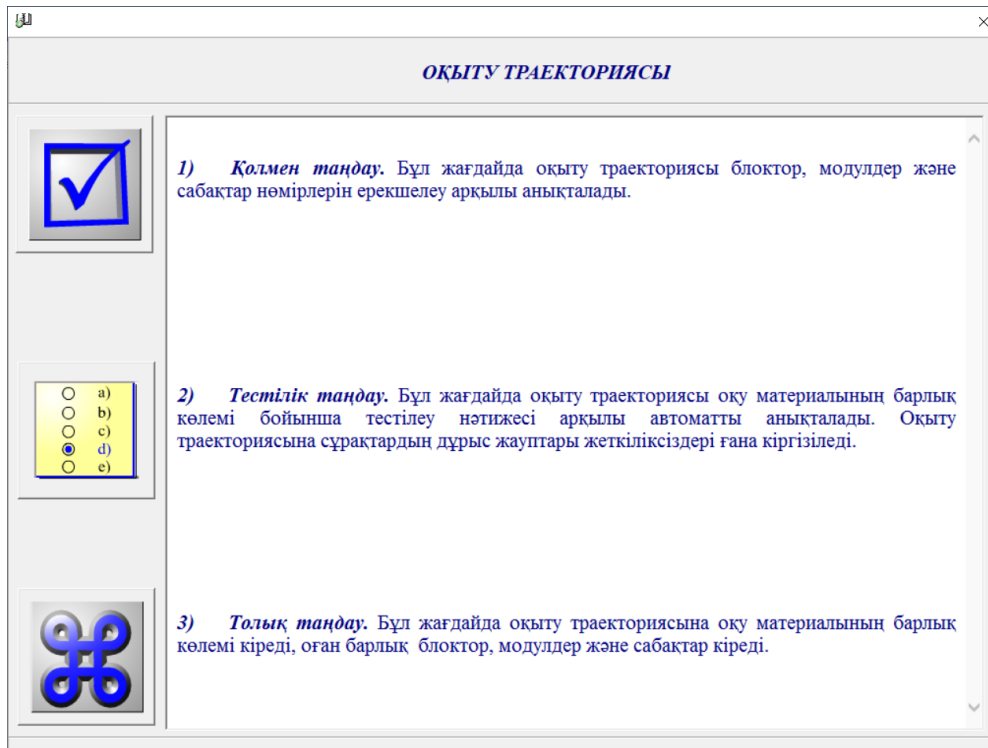 ОҚЫТУ ТРАЕКТОРИЯСЫ
1) Қолмен таңдау. Бұл жағдайда оқыту траекториясы блоктор, модулдер және
сабақтар нөмірлерін ерекшелеу арқылы анықталады.
a)
b)
c)
d)
e)
2) Тестілік таңдау. Бұл жағдайда оқыту траекториясы оқу материалының барлық
көлемі бойынша тестілеу нәтижесі арқылы автоматты анықталады. Оқыту
траекториясына сұрақтардың дұрыс жауптары жеткіліксіздері ғана кіргізіледі.
3) Толық таңдау. Бұл жағдайда оқыту траекториясына оқу материалының барлық
көлемі кіреді, оған барлық блоктор, модулдер және сабақтар кіреді.